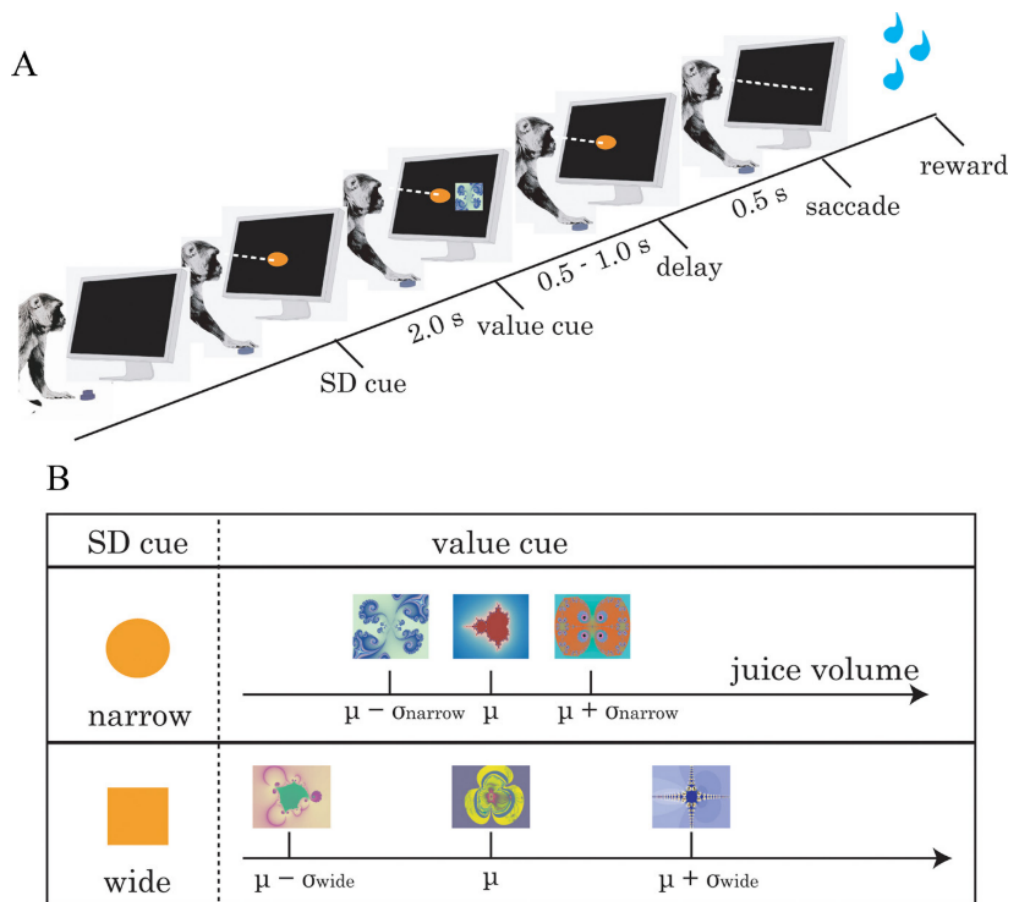 A
reward
saccade
0.5 s
delay
0.5 - 1.0 s
value cue
2.0 s
SD cue
B
SD cue value cue
juice volume
narrow μ − σnarrow μ μ + σnarrow
wide μ − σwide μ μ + σwide